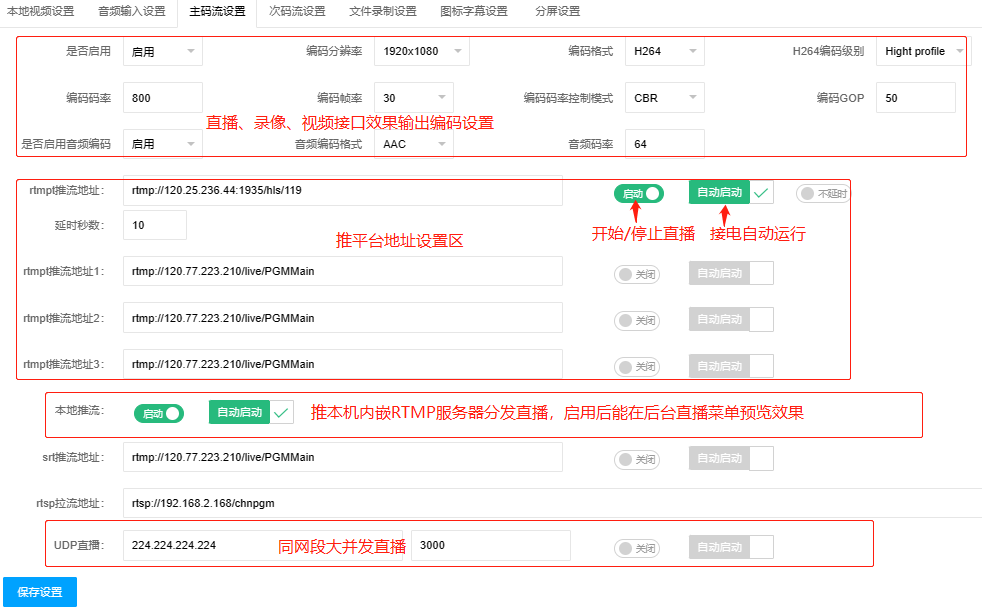 本地视频设置 音频输入设置 主码流设置 次码流设置 文件录制设置 图标字幕设置 分屏设置
是否启用 启用 编码分辨率 1920x1080 编码格式 H264 H264编码级别 Hight profile
编码码率 800 编码帧率 30 编码码率控制模式 CBR 编码GOP 50
直播、录像、视频接口效果输出编码设置
是否启用音频编码 启用 音频编码格式 AAC 音频码率 64
rtmpt推流地址: rtmp://120.25.236.44:1935/hls/119 启动 自动启动 不延时
延时秒数: 10
推平台地址设置区 开始/停止直播 接电自动运行
rtmpt推流地址1: rtmp://120.77.223.210/live/PGMMain 关闭 自动启动
rtmpt推流地址2: rtmp://120.77.223.210/live/PGMMain 关闭 自动启动
rtmpt推流地址3: rtmp://120.77.223.210/live/PGMMain 关闭 自动启动
本地推流: 启动 自动启动 推本机内嵌RTMP服务器分发直播，启用后能在后台直播菜单预览效果
srt推流地址: rtmp://120.77.223.210/live/PGMMain 关闭 自动启动
rtsp拉流地址: rtsp://192.168.2.168/chnpgm
UDP直播: 224.224.224.224 同网段大并发直播 3000 关闭 自动启动
保存设置